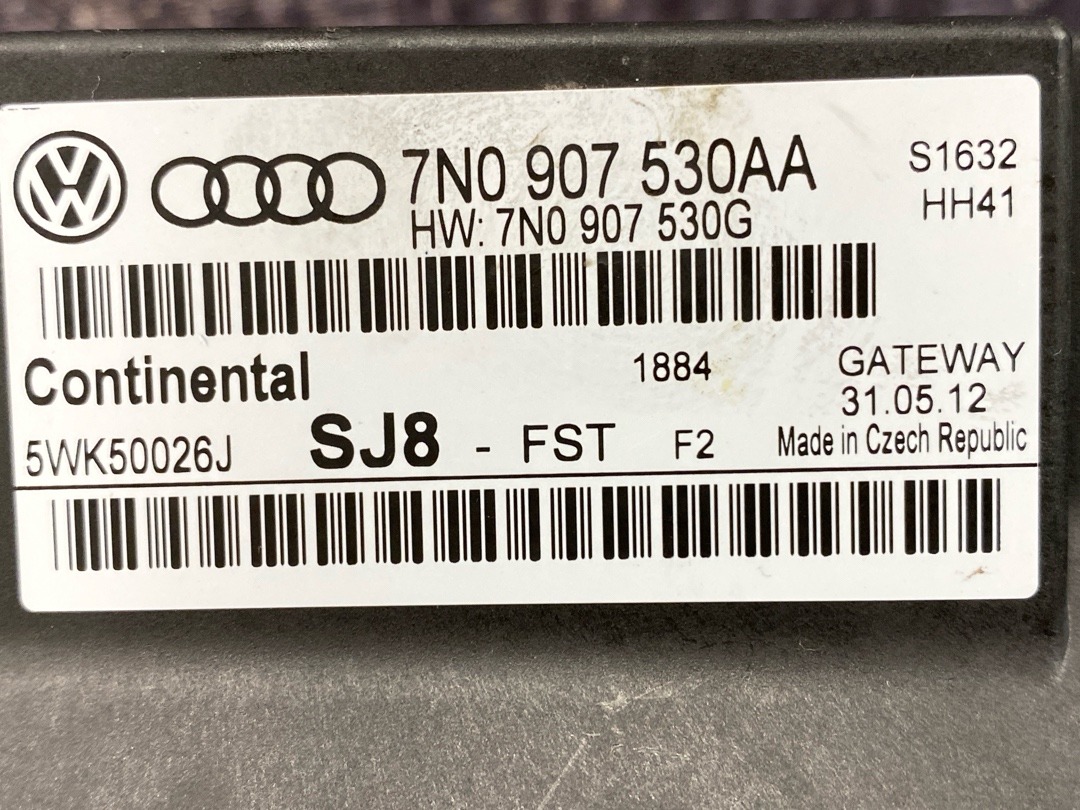 7N0 907 530AA
HW: 7N0 907 530G
S1632
HH41
Continental
1884
GATEWAY
31.05.12
5WK50026J
SJ8 - FST F2
Made in Czech Republic